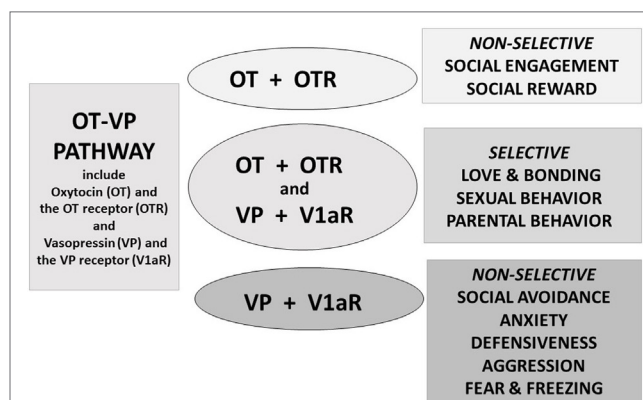 OT-VP
PATHWAY
include
Oxytocin (OT) and
the OT receptor (OTR)
and
Vasopressin (VP) and
the VP receptor (V1aR)
OT + OTR
NON-SELECTIVE
SOCIAL ENGAGEMENT
SOCIAL REWARD
OT + OTR
and
VP + V1aR
SELECTIVE
LOVE & BONDING
SEXUAL BEHAVIOR
PARENTAL BEHAVIOR
VP + V1aR
NON-SELECTIVE
SOCIAL AVOIDANCE
ANXIETY
DEFENSIVENESS
AGGRESSION
FEAR & FREEZING